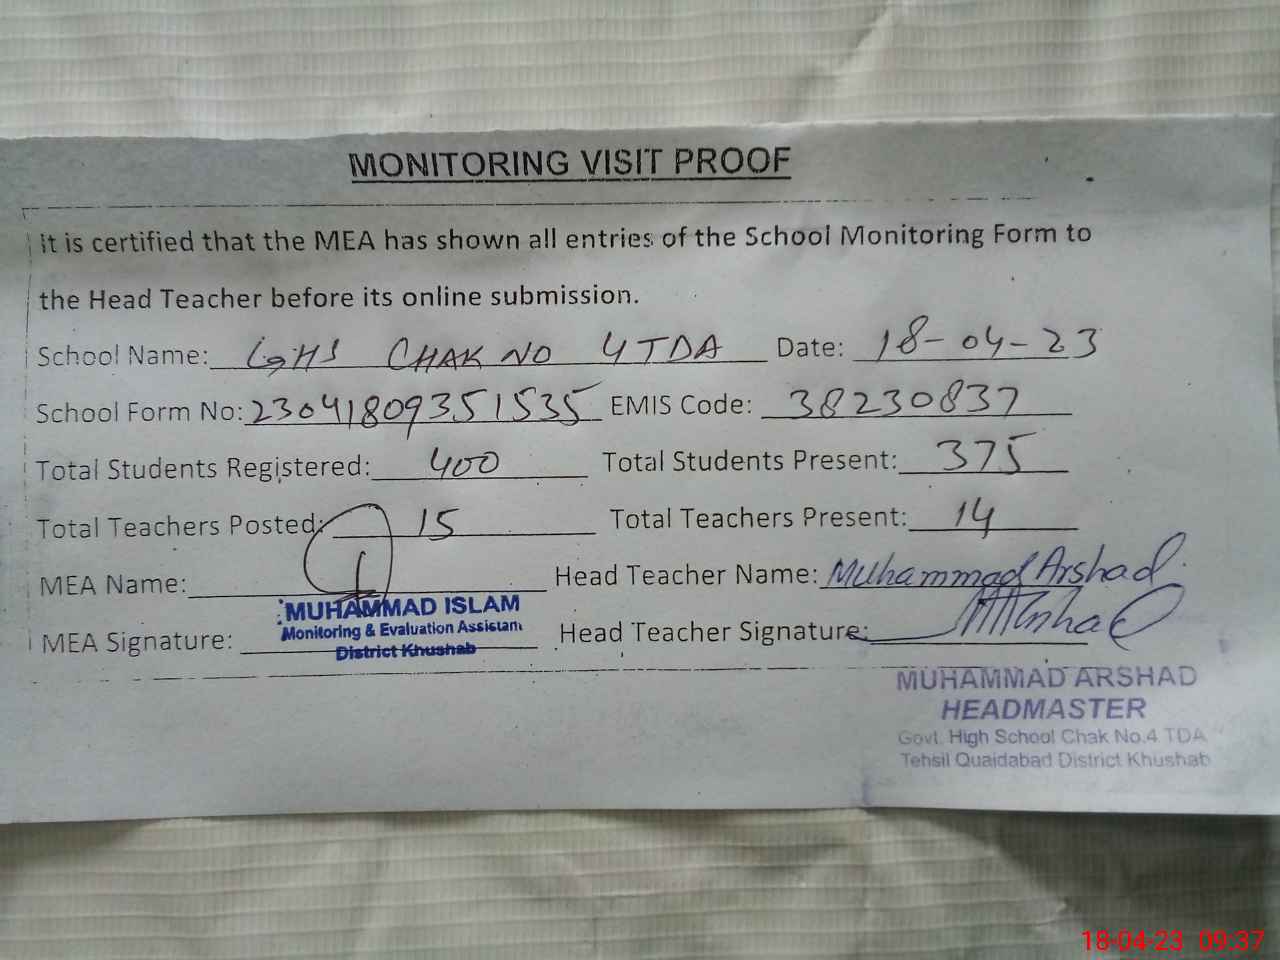 MONITORING VISIT PROOF
it is certified that the MEA has shown all entries of the School Monitoring Form to
the Head Teacher before its online submission.
School Name: GHS CHAK NO 4 TDA Date: 18-04-23
School Form No: 23041809351535 EMIS Code: 38230837
Total Students Registered: 400 Total Students Present: 375
Total Teachers Posted: 15 Total Teachers Present: 14
MEA Name: Head Teacher Name: Muhammad Arshad
MUHAMMAD ISLAM
Monitoring & Evaluation Assistant
District Khushab
MEA Signature: Head Teacher Signature: MArshad
MUHAMMAD ARSHAD
HEADMASTER
Govt. High School Chak No.4 TDA
Tehsil Quaidabad District Khushab
18-04-23 09:37